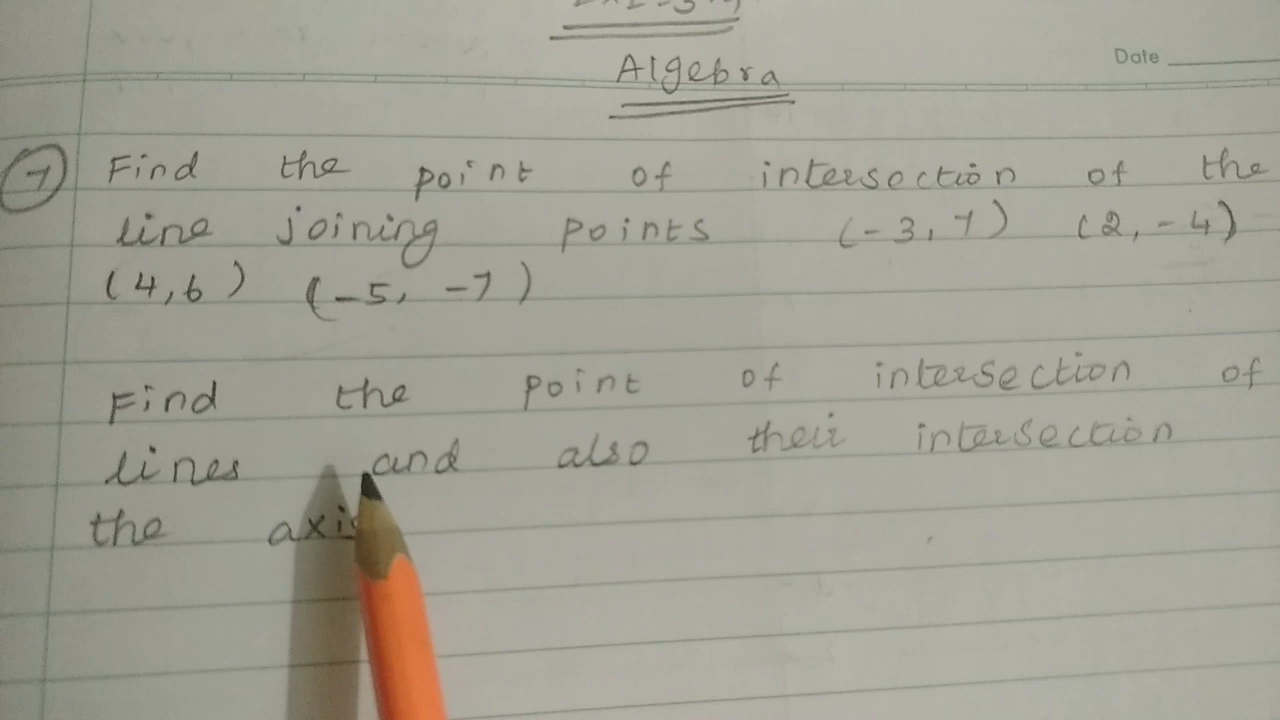 Algebra
Date
7 Find the point of intersection of the
line joining points (-3, 7) (2, -4)
(4, 6) (-5, -7)
Find the point of intersection of
lines and also their intersection
the axis